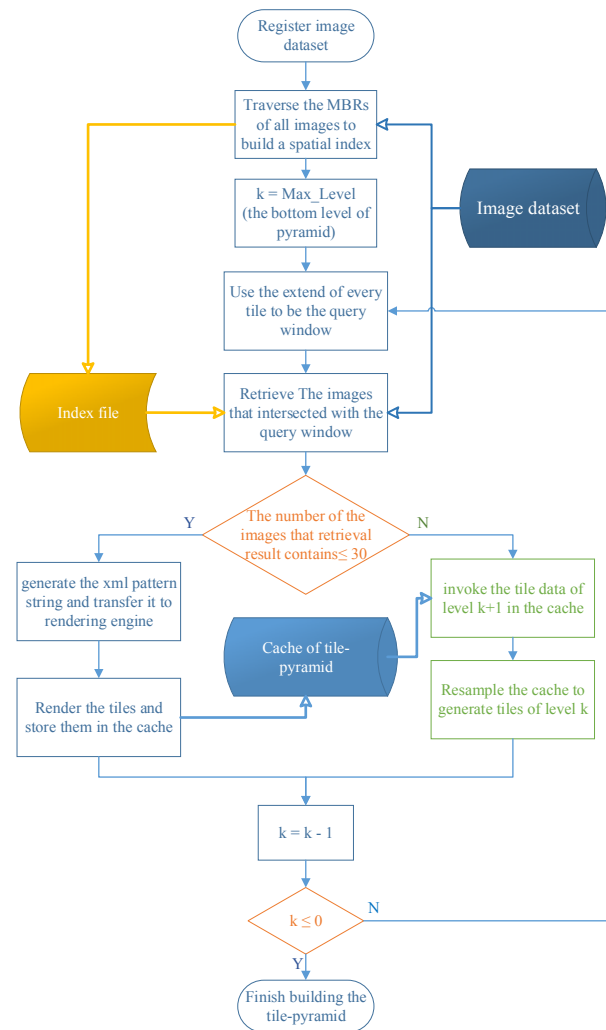 Register image
dataset
Traverse the MBRs
of all images to
build a spatial index
k = Max_Level
(the bottom level of
pyramid)
Image dataset
Use the extend of every
tile to be the query
window
Index file
Retrieve The images
that intersected with the
query window
The number of the
images that retrieval
result contains≤ 30
Y
N
generate the xml pattern
string and transfer it to
rendering engine
invoke the tile data of
level k+1 in the cache
Cache of tile-
pyramid
Render the tiles and
store them in the cache
Resample the cache to
generate tiles of level k
k = k - 1
k ≤ 0
N
Y
Finish building the
tile-pyramid